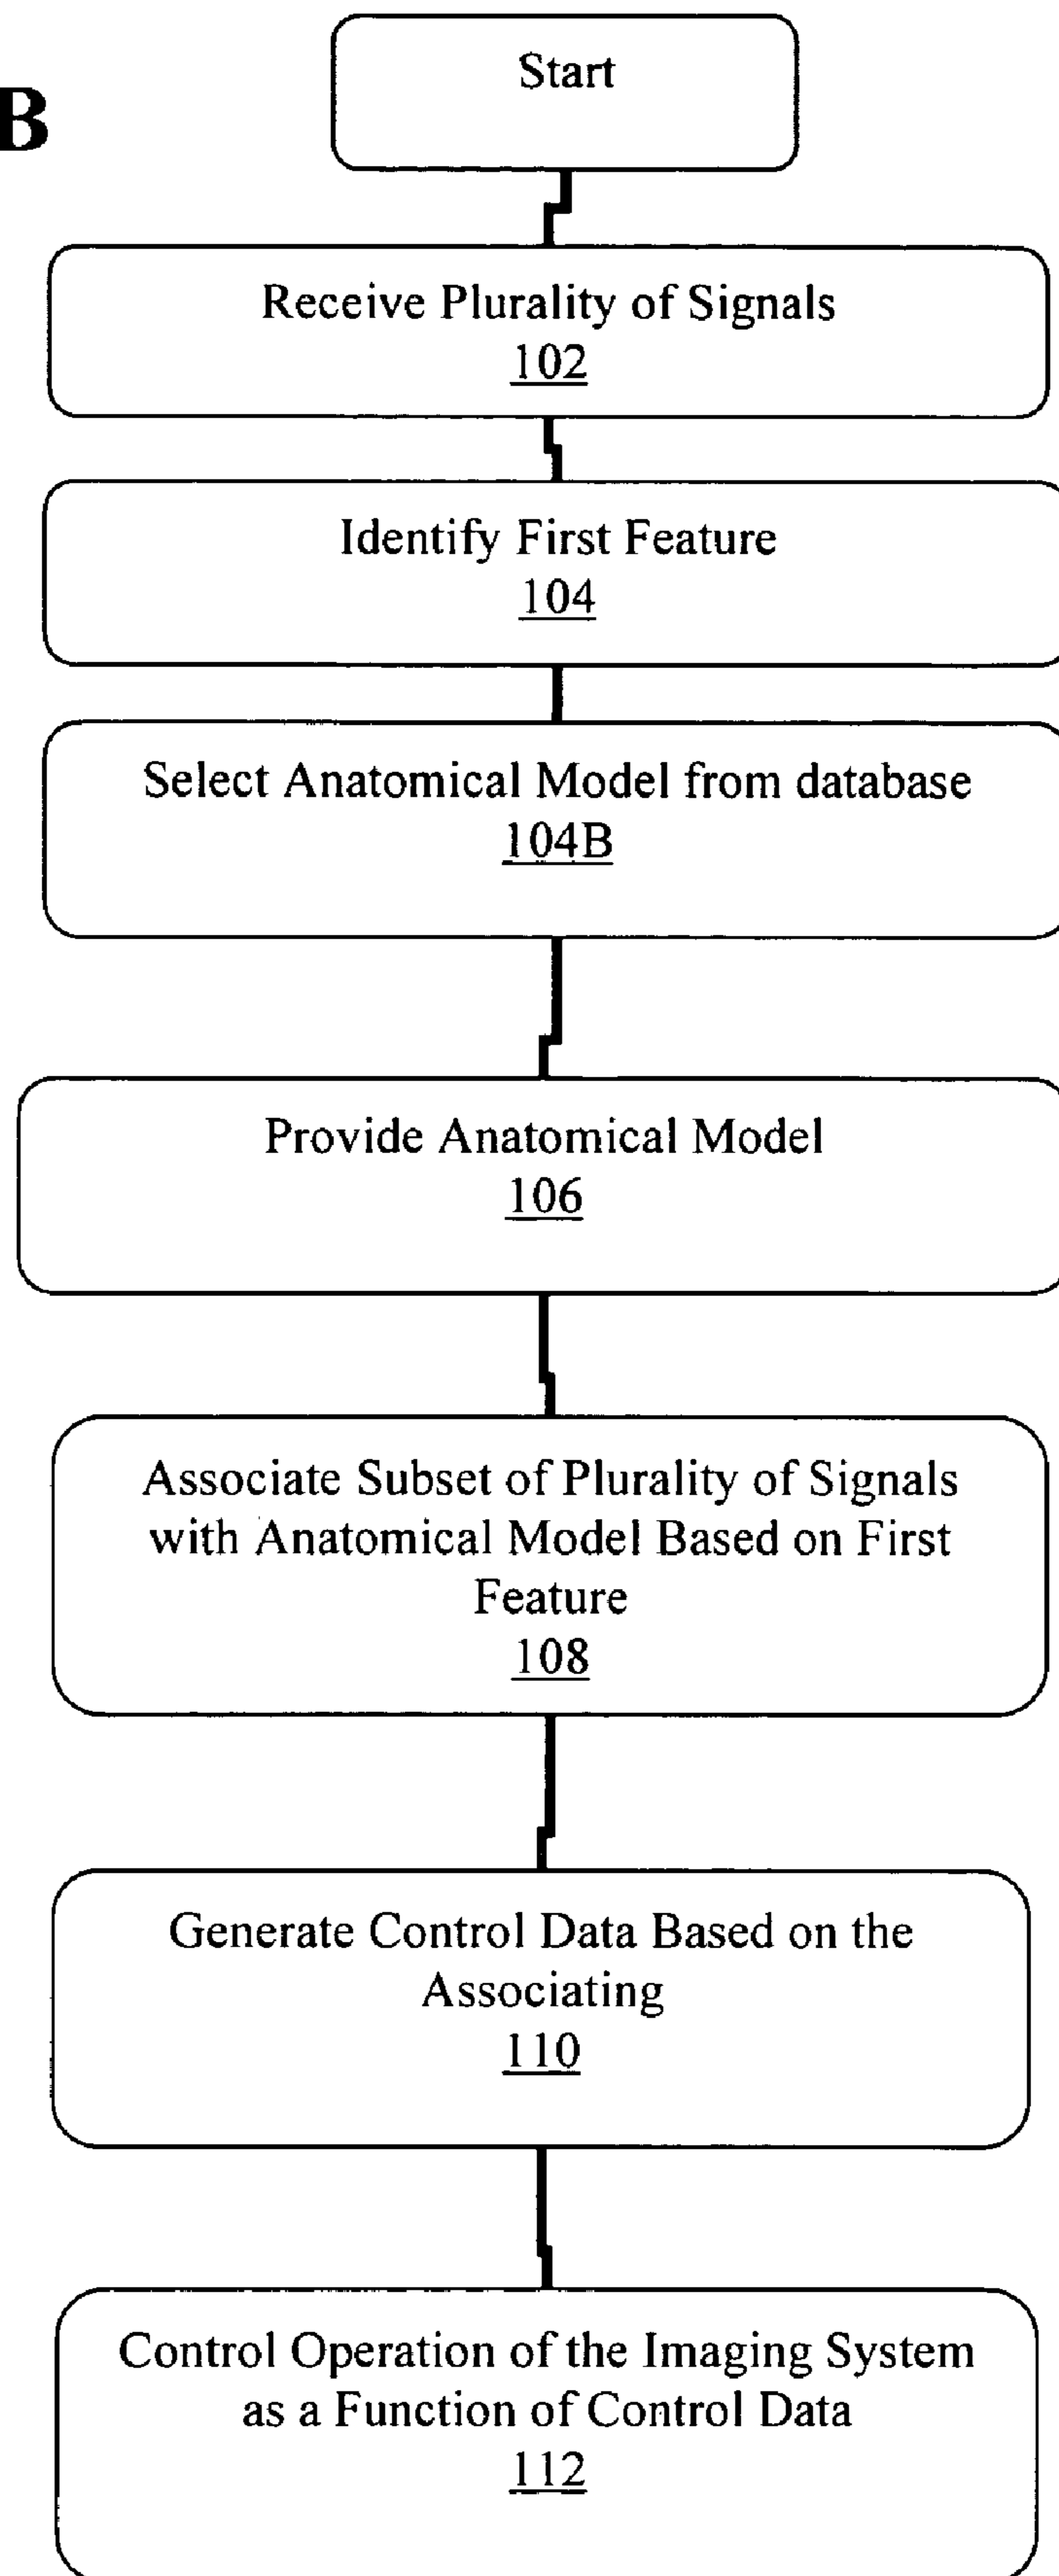 B
Start
Receive Plurality of Signals
102
Identify First Feature
104
Select Anatomical Model from database
104B
Provide Anatomical Model
106
Associate Subset of Plurality of Signals
with Anatomical Model Based on First
Feature
108
Generate Control Data Based on the
Associating
110
Control Operation of the Imaging System
as a Function of Control Data
112